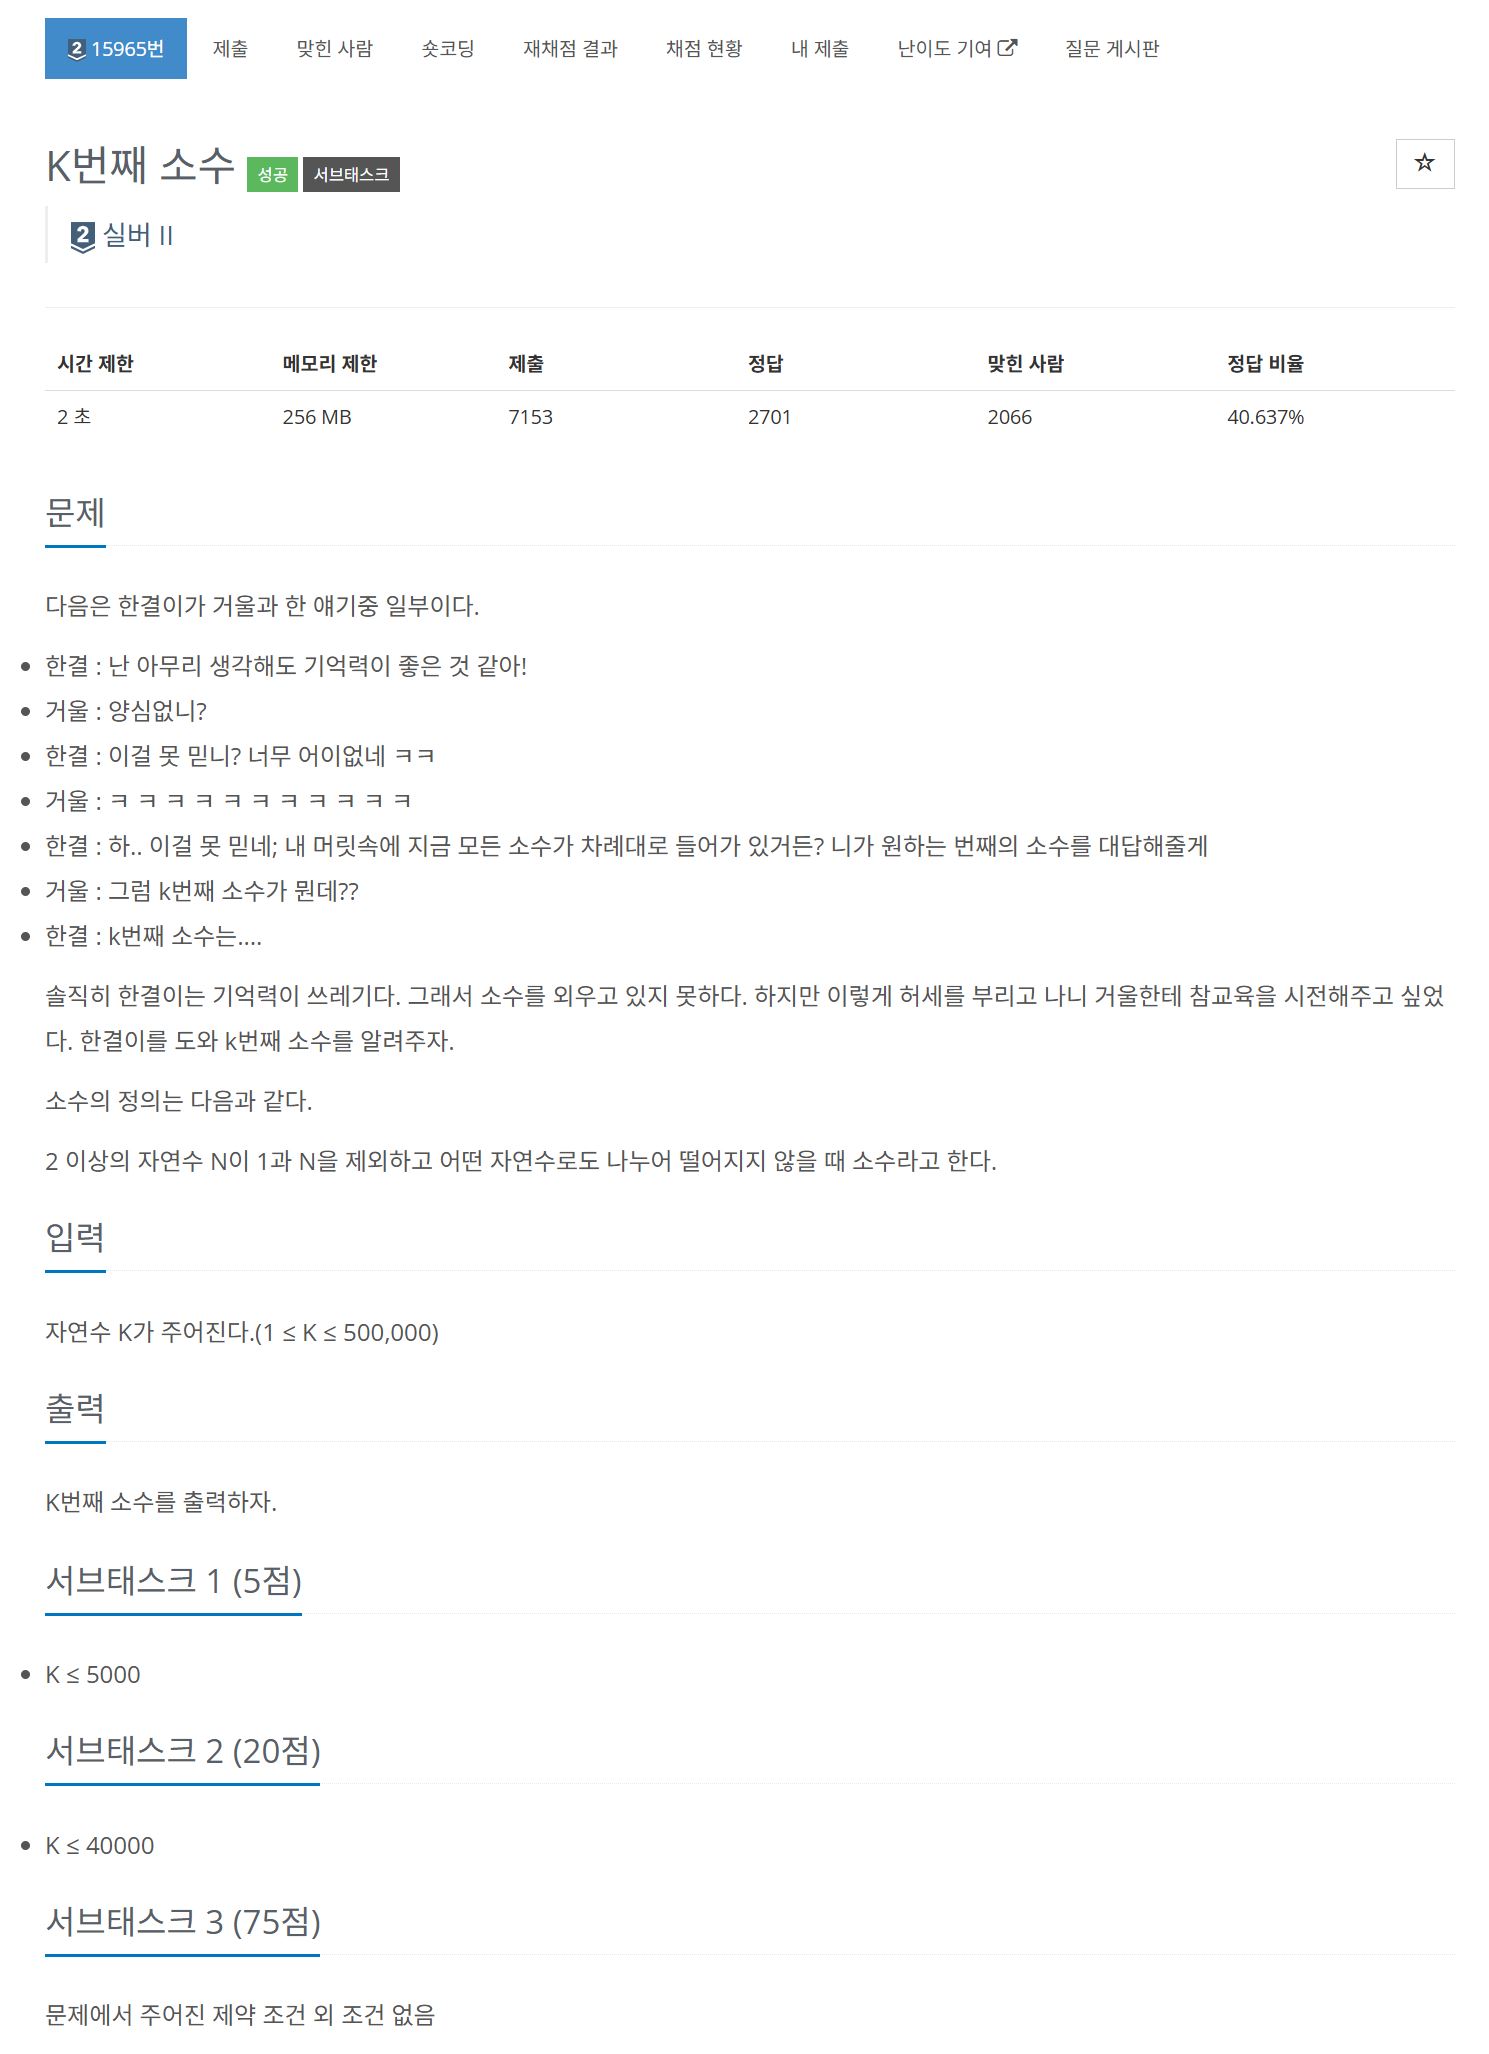 2 15965번 제출 맞힌 사람 숏코딩 재채점 결과 채점 현황 내 제출 난이도 기여 질문 게시판
K번째 소수 성공 서브태스크
2 실버 II
시간 제한 메모리 제한 제출 정답 맞힌 사람 정답 비율
2 초 256 MB 7153 2701 2066 40.637%
문제
다음은 한결이가 거울과 한 얘기중 일부이다.
한결 : 난 아무리 생각해도 기억력이 좋은 것 같아!
거울 : 양심없니?
한결 : 이걸 못 믿니? 너무 어이없네 ㅋㅋ
거울 : ㅋ ㅋ ㅋ ㅋ ㅋ ㅋ ㅋ ㅋ ㅋ ㅋ ㅋ
한결 : 하.. 이걸 못 믿네; 내 머릿속에 지금 모든 소수가 차례대로 들어가 있거든? 니가 원하는 번째의 소수를 대답해줄게
거울 : 그럼 k번째 소수가 뭔데??
한결 : k번째 소수는....
솔직히 한결이는 기억력이 쓰레기다. 그래서 소수를 외우고 있지 못하다. 하지만 이렇게 허세를 부리고 나니 거울한테 참교육을 시전해주고 싶었
다. 한결이를 도와 k번째 소수를 알려주자.
소수의 정의는 다음과 같다.
2 이상의 자연수 N이 1과 N을 제외하고 어떤 자연수로도 나누어 떨어지지 않을 때 소수라고 한다.
입력
자연수 K가 주어진다.(1 ≤ K ≤ 500,000)
출력
K번째 소수를 출력하자.
서브태스크 1 (5점)
K ≤ 5000
서브태스크 2 (20점)
K ≤ 40000
서브태스크 3 (75점)
문제에서 주어진 제약 조건 외 조건 없음